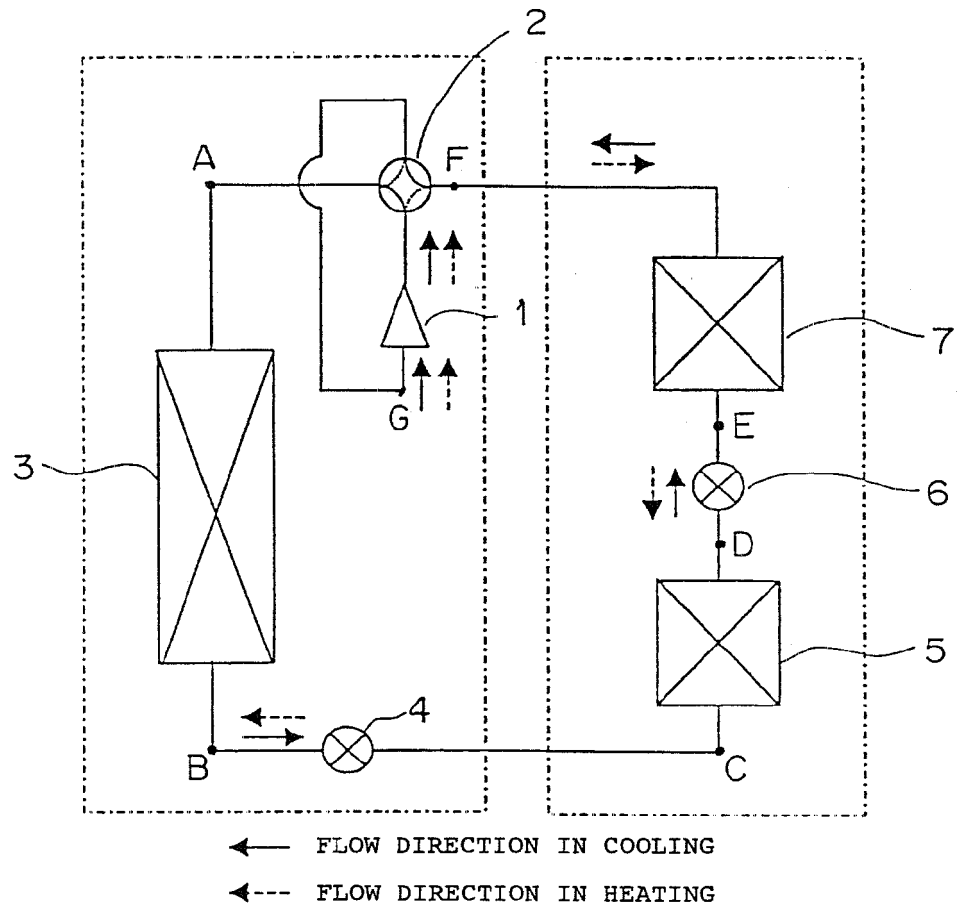 2
A
F
1
7
G
E
3
6
D
5
4
B
C
FLOW DIRECTION IN COOLING
FLOW DIRECTION IN HEATING